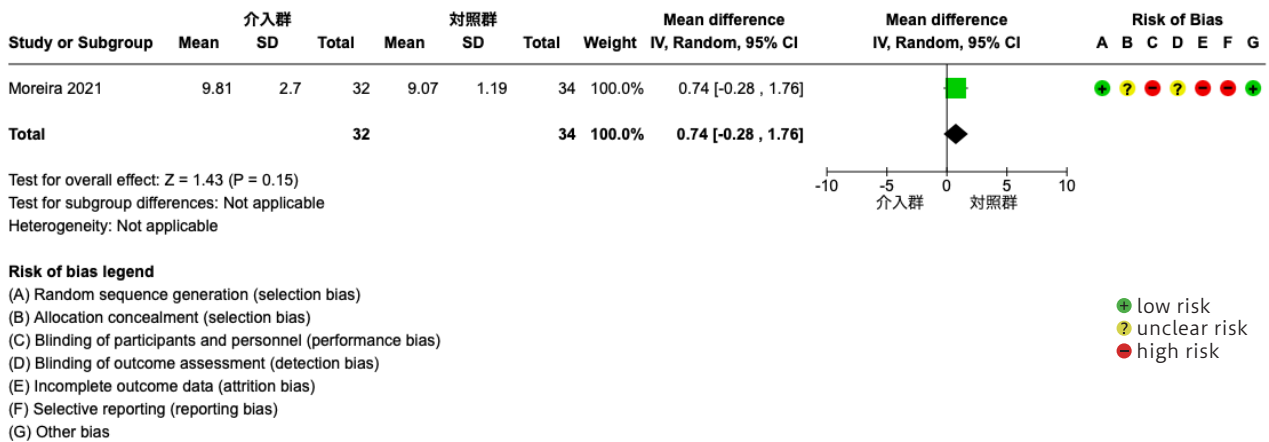 介入群 対照群 Mean difference Mean difference Risk of Bias
Study or Subgroup Mean SD Total Mean SD Total Weight IV, Random, 95% CI IV, Random, 95% CI A B C D E F G
Moreira 2021 9.81 2.7 32 9.07 1.19 34 100.0% 0.74 [-0.28 , 1.76] + ? − ? − − +
Total 32 34 100.0% 0.74 [-0.28 , 1.76]
Test for overall effect: Z = 1.43 (P = 0.15)
Test for subgroup differences: Not applicable
Heterogeneity: Not applicable
-10 -5 0 5 10
介入群 対照群
Risk of bias legend
(A) Random sequence generation (selection bias)
(B) Allocation concealment (selection bias)
(C) Blinding of participants and personnel (performance bias)
(D) Blinding of outcome assessment (detection bias)
(E) Incomplete outcome data (attrition bias)
(F) Selective reporting (reporting bias)
(G) Other bias
+ low risk
? unclear risk
− high risk